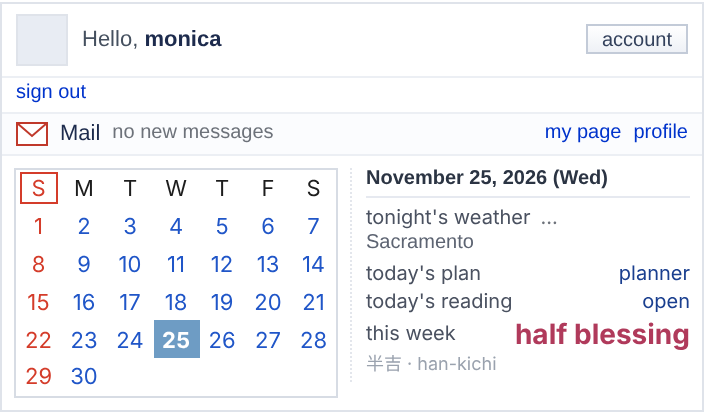 Hello, monica
account
sign out
Mail no new messages
my page profile
S M T W T F S
1 2 3 4 5 6 7
8 9 10 11 12 13 14
15 16 17 18 19 20 21
22 23 24 25 26 27 28
29 30
November 25, 2026 (Wed)
tonight's weather ...
Sacramento
today's plan planner
today's reading open
this week half blessing
半吉 · han-kichi